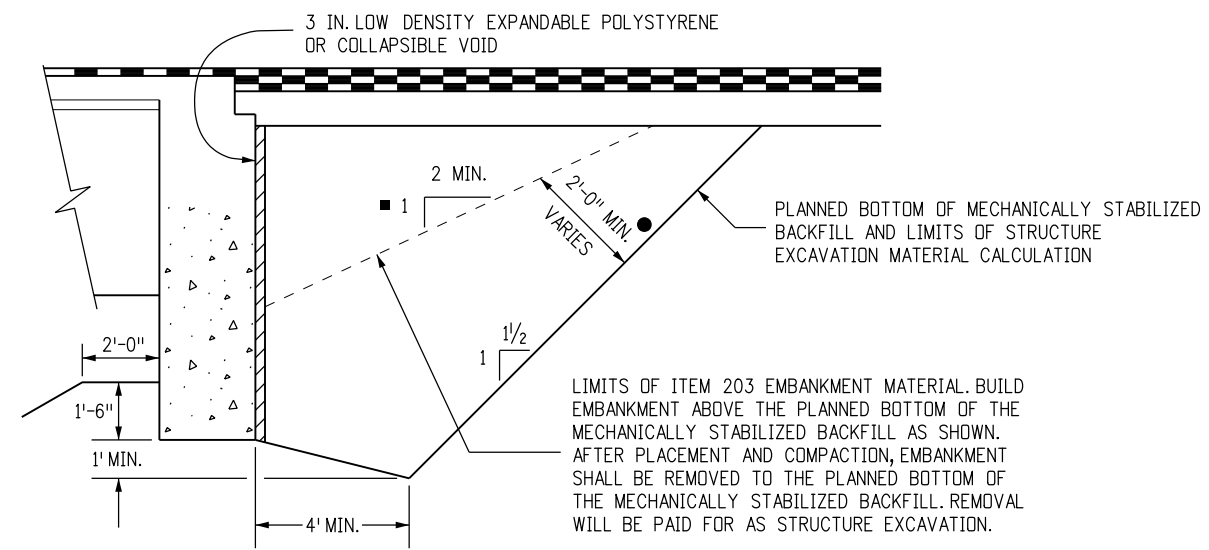 3 IN. LOW DENSITY EXPANDABLE POLYSTYRENE
OR COLLAPSIBLE VOID
2 MIN.
■ 1
2'-0" MIN.
VARIES
●
PLANNED BOTTOM OF MECHANICALLY STABILIZED
BACKFILL AND LIMITS OF STRUCTURE
EXCAVATION MATERIAL CALCULATION
1½
1
2'-0"
1'-6"
1' MIN.
4' MIN.
LIMITS OF ITEM 203 EMBANKMENT MATERIAL. BUILD
EMBANKMENT ABOVE THE PLANNED BOTTOM OF THE
MECHANICALLY STABILIZED BACKFILL AS SHOWN.
AFTER PLACEMENT AND COMPACTION, EMBANKMENT
SHALL BE REMOVED TO THE PLANNED BOTTOM OF
THE MECHANICALLY STABILIZED BACKFILL. REMOVAL
WILL BE PAID FOR AS STRUCTURE EXCAVATION.